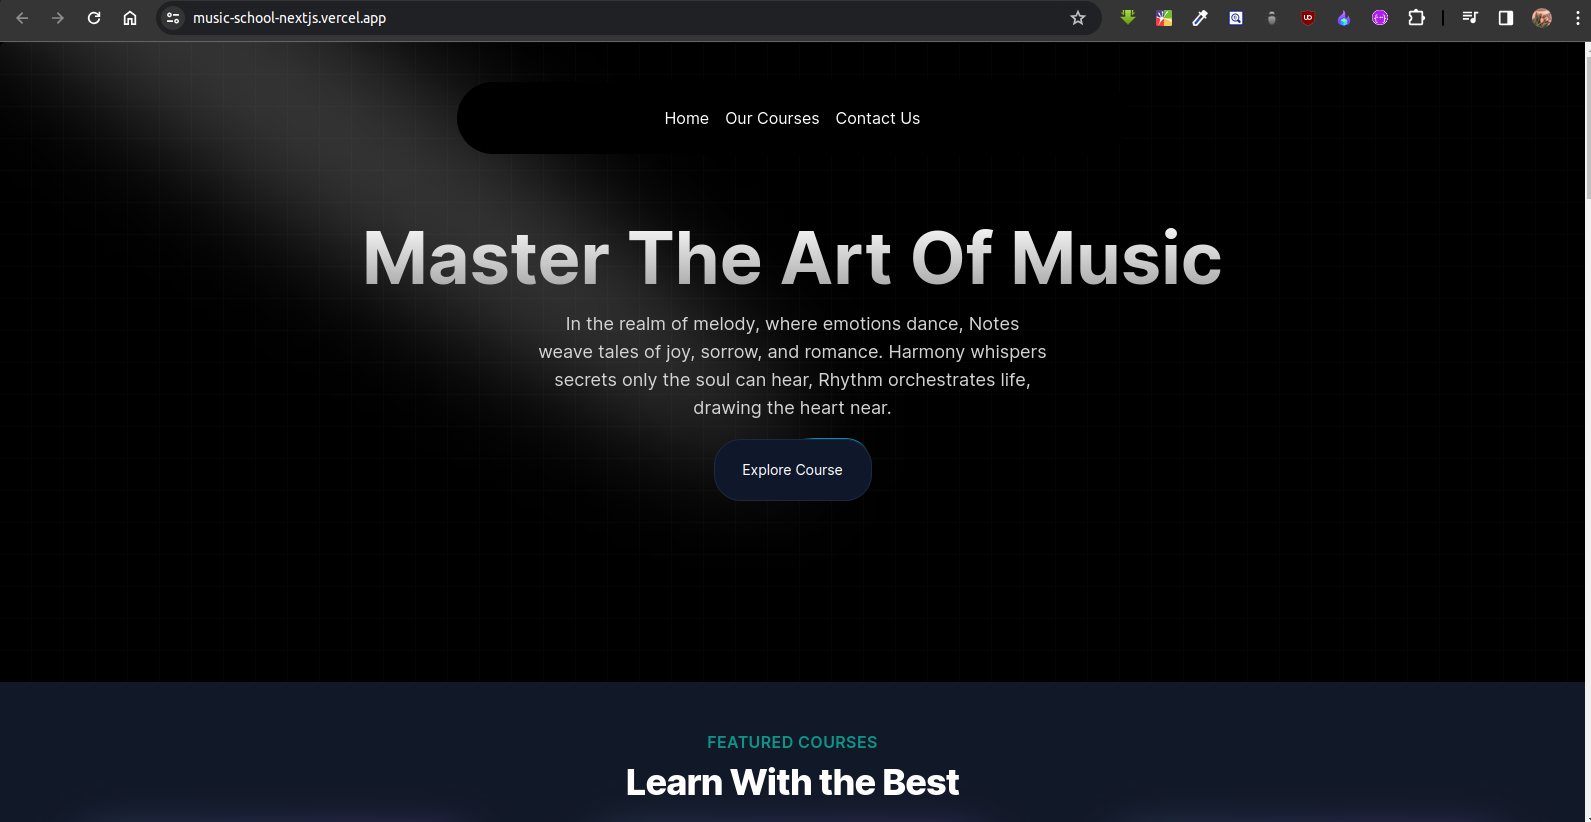 music-school-nextjs.vercel.app
Home Our Courses Contact Us
Master The Art Of Music
In the realm of melody, where emotions dance, Notes
weave tales of joy, sorrow, and romance. Harmony whispers
secrets only the soul can hear, Rhythm orchestrates life,
drawing the heart near.
Explore Course
FEATURED COURSES
Learn With the Best